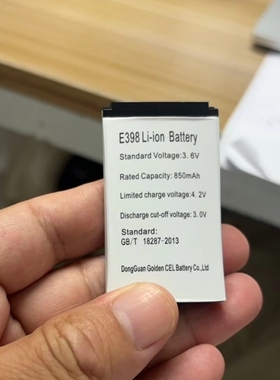 E398 Li-ion Battery
Standard Voltage:3.6V
Rated Capacity:850mAh
Limited charge voltage:4.2V
Discharge cut-off voltage:3.0V
Standard:
GB/T 18287-2013
DongGuan Golden CEL Battery Co.,Ltd